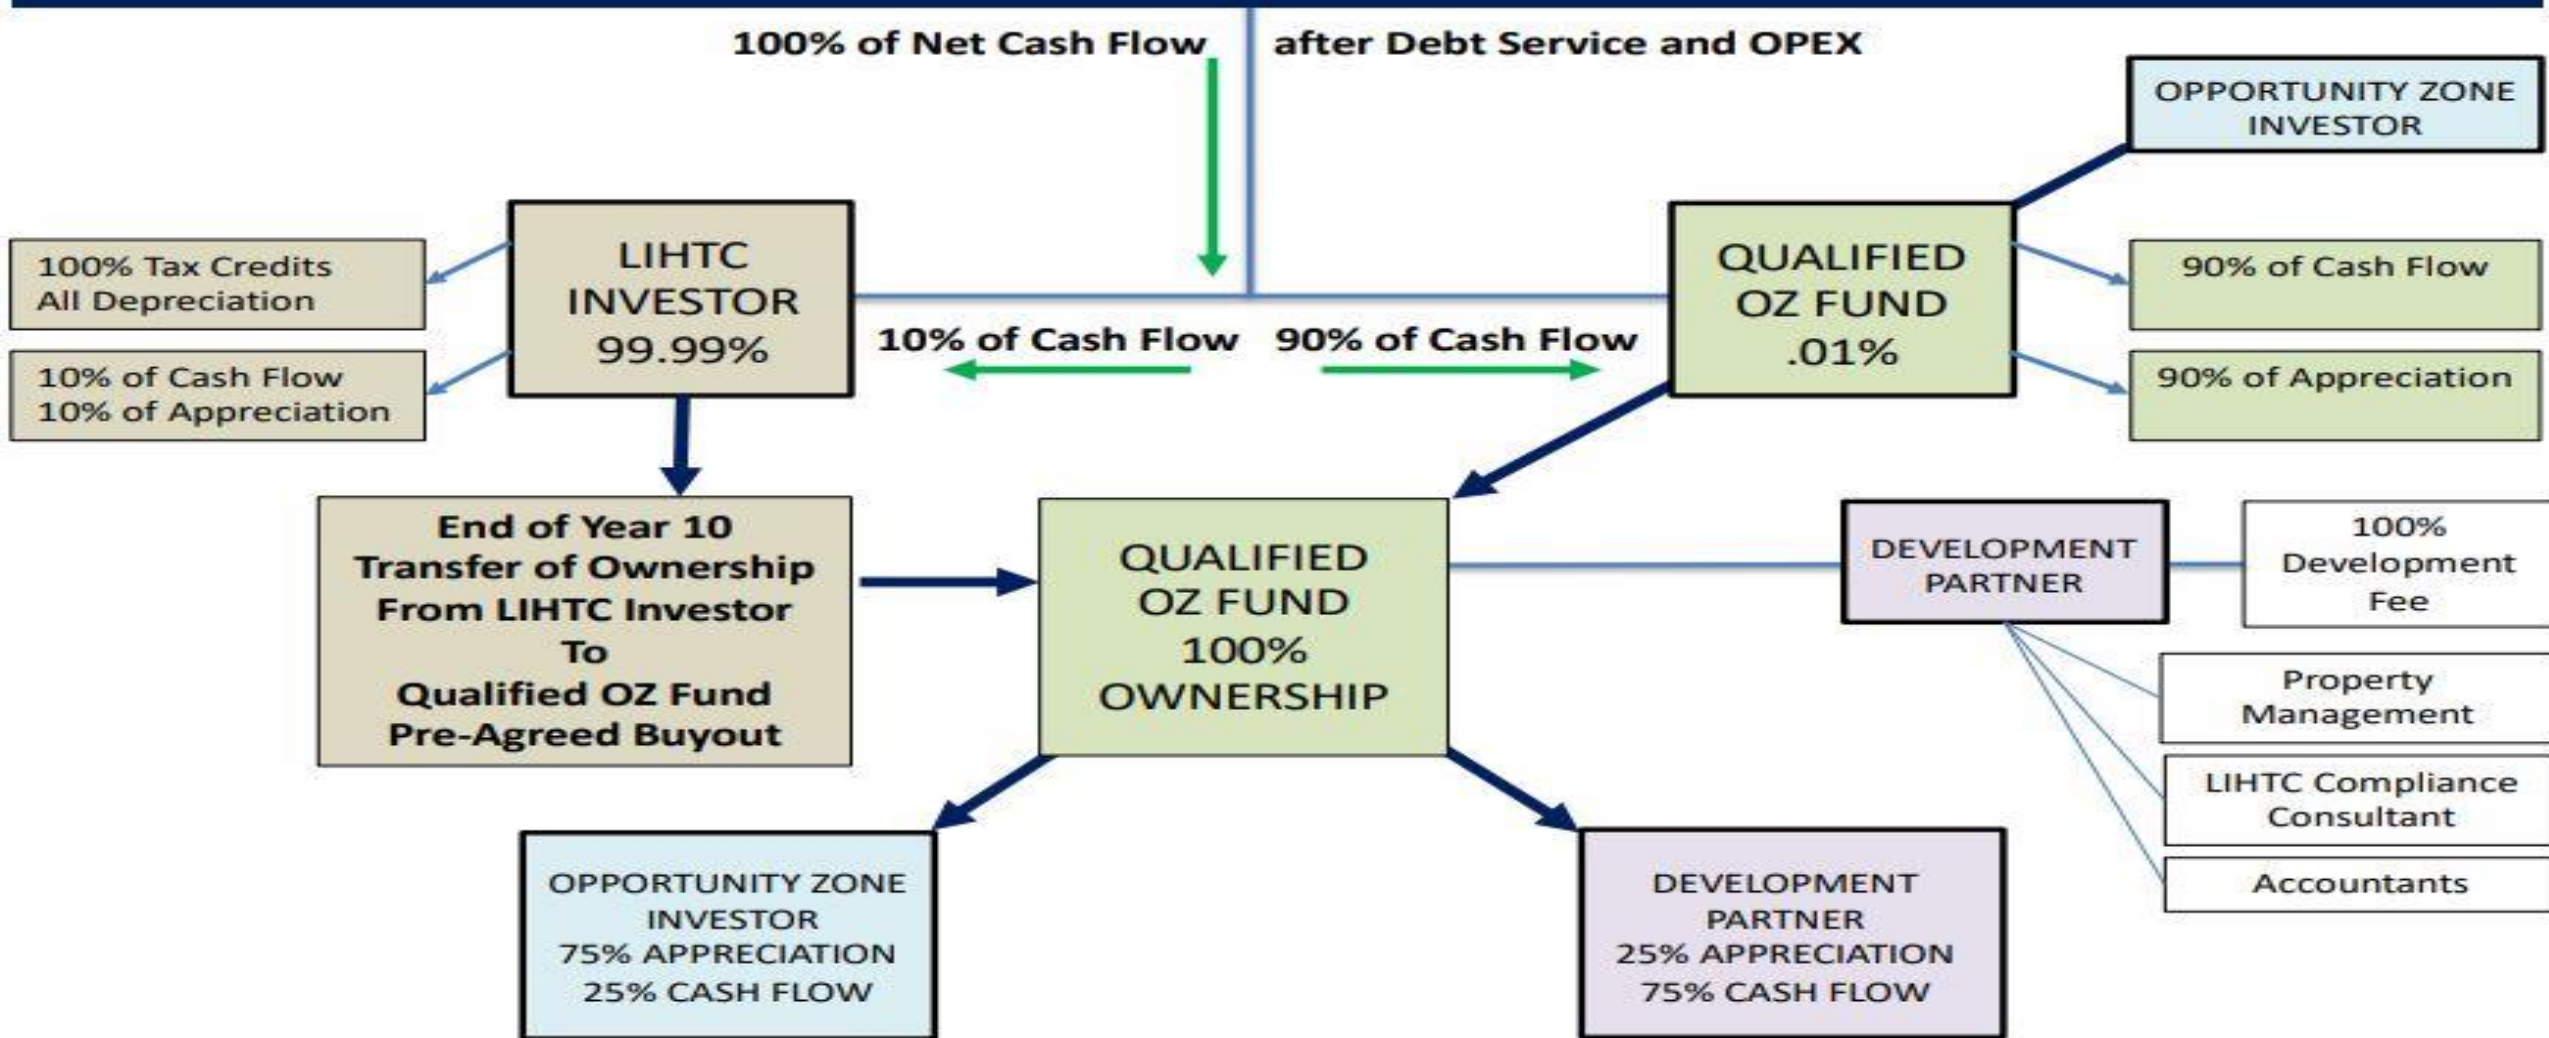 100% of Net Cash Flow
after Debt Service and OPEX
OPPORTUNITY ZONE
INVESTOR
LIHTC
INVESTOR
99.99%
100% Tax Credits
All Depreciation
10% of Cash Flow
10% of Appreciation
10% of Cash Flow
90% of Cash Flow
QUALIFIED
OZ FUND
.01%
90% of Cash Flow
90% of Appreciation
End of Year 10
Transfer of Ownership
From LIHTC Investor
To
Qualified OZ Fund
Pre-Agreed Buyout
QUALIFIED
OZ FUND
100%
OWNERSHIP
DEVELOPMENT
PARTNER
100%
Development
Fee
Property
Management
LIHTC Compliance
Consultant
Accountants
OPPORTUNITY ZONE
INVESTOR
75% APPRECIATION
25% CASH FLOW
DEVELOPMENT
PARTNER
25% APPRECIATION
75% CASH FLOW